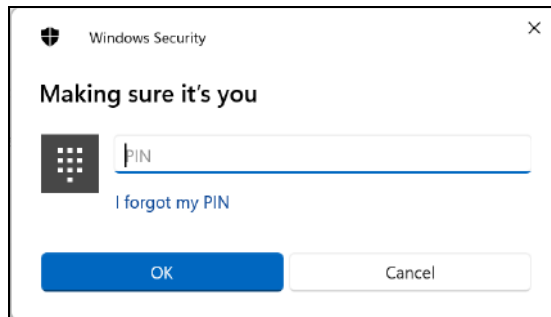 Windows Security
Making sure it's you
PIN
I forgot my PIN
OK
Cancel